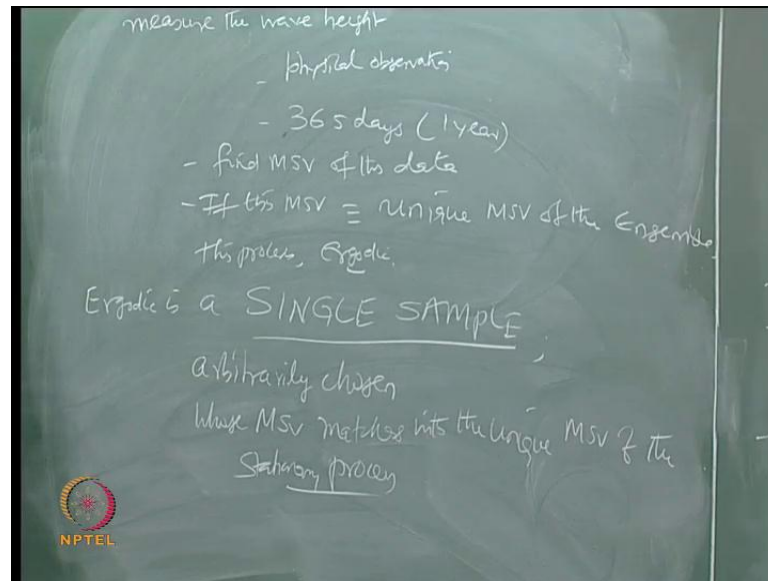 measure the wave height
- physical observation
- 365 days (1 year)
- find MSV of this data
- If this MSV ≡ Unique MSV of the Ensemble,
this process, Ergodic.
Ergodic is a SINGLE SAMPLE,
arbitrarily chosen
whose MSV matches into the unique MSV of the
stationary process
NPTEL